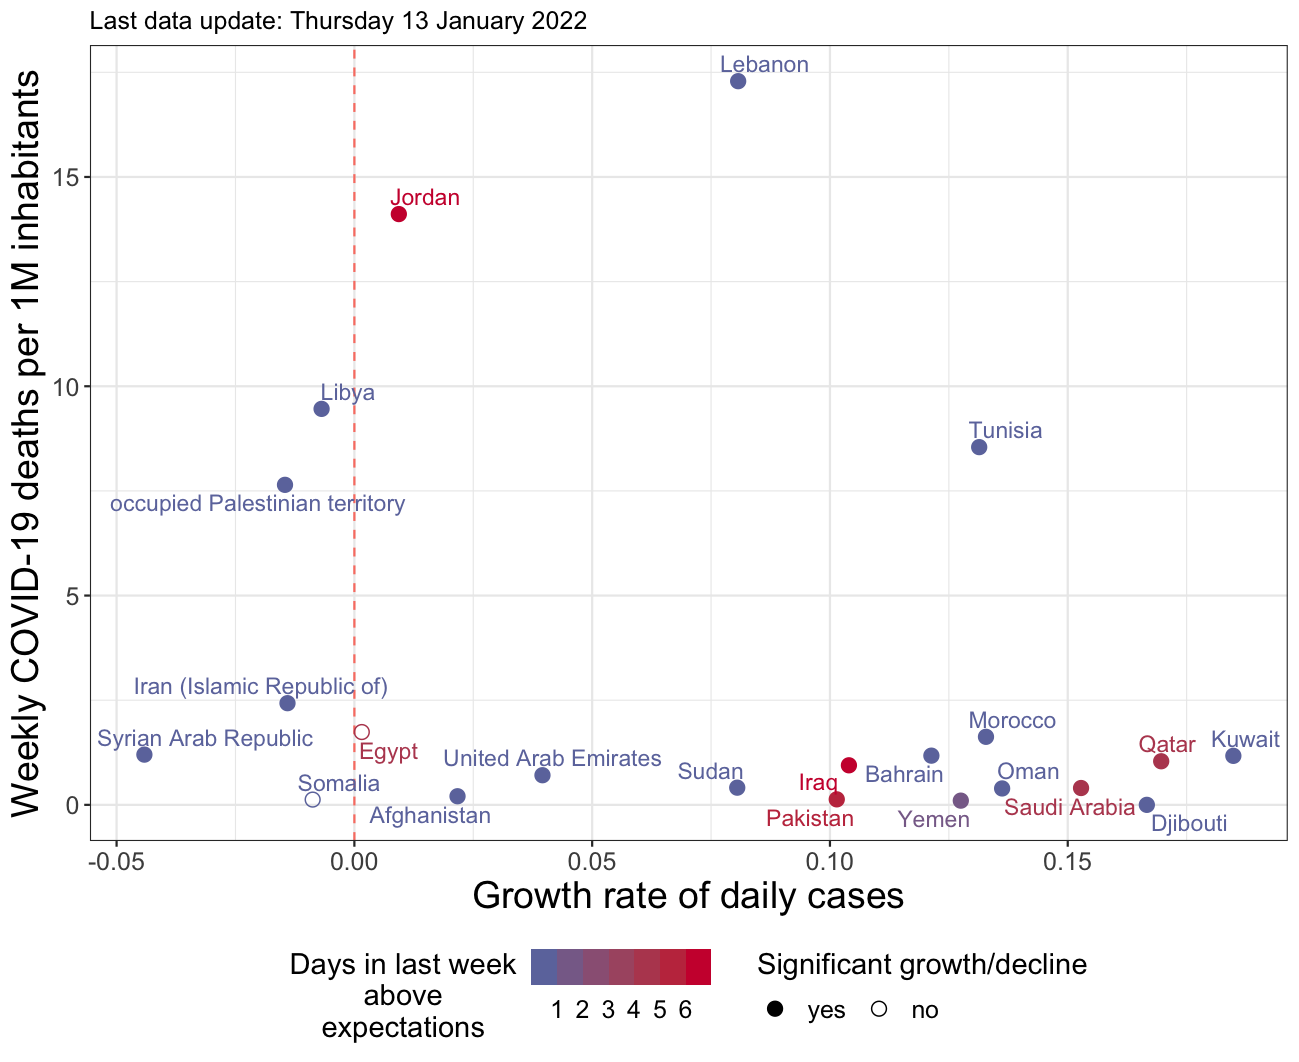 Last data update: Thursday 13 January 2022
Weekly COVID-19 deaths per 1M inhabitants
15
10
5
0
Lebanon
Jordan
Libya
Tunisia
occupied Palestinian territory
Iran (Islamic Republic of)
Morocco
Syrian Arab Republic
Egypt
Qatar
Kuwait
United Arab Emirates
Sudan
Iraq
Bahrain
Oman
Somalia
Afghanistan
Pakistan
Yemen
Saudi Arabia
Djibouti
-0.05
0.00
0.05
0.10
0.15
Growth rate of daily cases
Days in last week
above
expectations
1 2 3 4 5 6
Significant growth/decline
yes
no